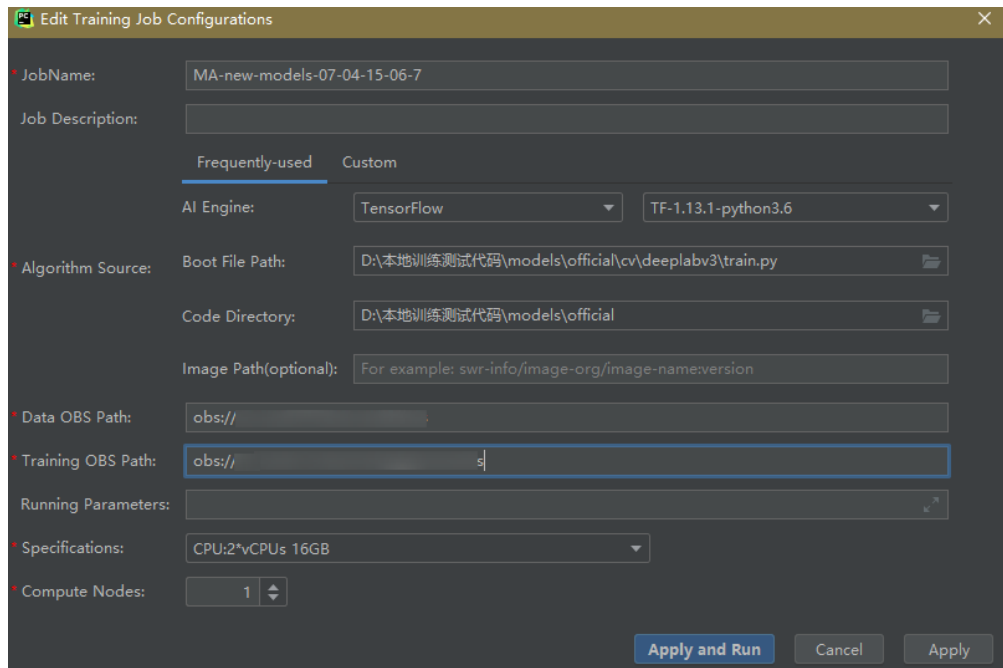 PC Edit Training Job Configurations
* JobName: MA-new-models-07-04-15-06-7
Job Description:
Frequently-used Custom
AI Engine: TensorFlow TF-1.13.1-python3.6
* Algorithm Source:
Boot File Path: D:\本地训练测试代码\models\official\cv\deeplabv3\train.py
Code Directory: D:\本地训练测试代码\models\official
Image Path(optional): For example: swr-info/image-org/image-name:version
* Data OBS Path: obs://
* Training OBS Path: obs:/ s
Running Parameters:
* Specifications: CPU:2*vCPUs 16GB
* Compute Nodes: 1
Apply and Run Cancel Apply